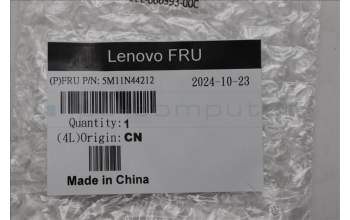 Lenovo FRU
(P)FRU P/N: 5M11N44212
2024-10-23
Quantity: 1
(4L)Origin: CN
Made in China